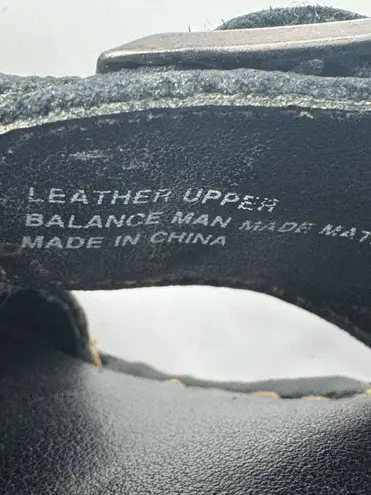 LEATHER UPPER
BALANCE MAN MADE MAT
MADE IN CHINA